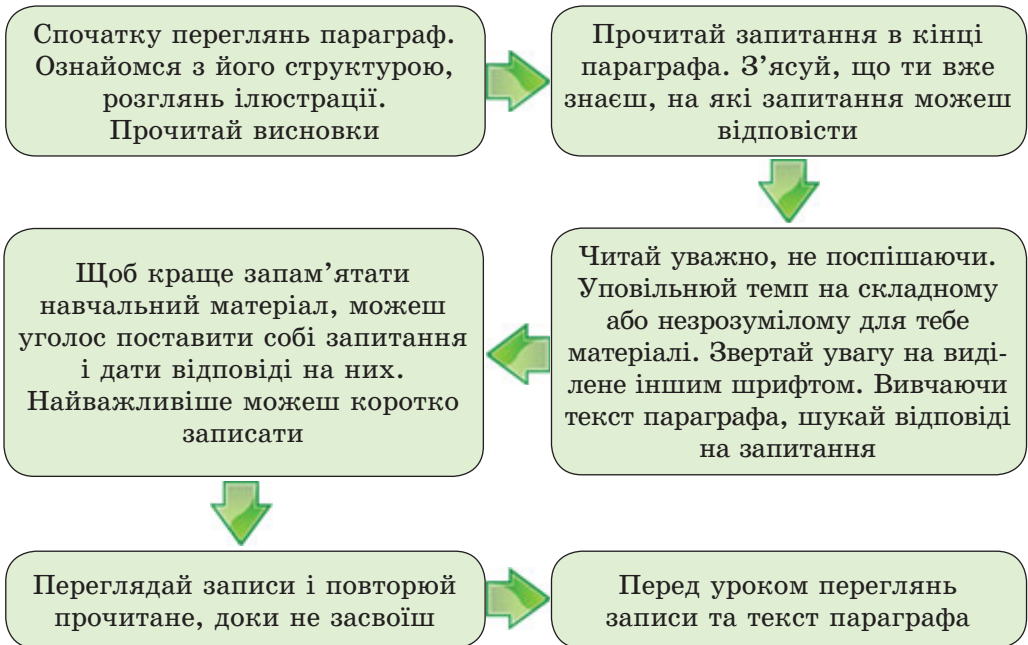 Спочатку переглянь параграф.
Ознайомся з його структурою,
розглянь ілюстрації.
Прочитай висновки
Прочитай запитання в кінці
параграфа. З’ясуй, що ти вже
знаєш, на які запитання можеш
відповісти
Читай уважно, не поспішаючи.
Уповільнюй темп на складному
або незрозумілому для тебе
матеріалі. Звертай увагу на виді-
лене іншим шрифтом. Вивчаючи
текст параграфа, шукай відповіді
на запитання
Щоб краще запам’ятати
навчальний матеріал, можеш
уголос поставити собі запитання
і дати відповіді на них.
Найважливіше можеш коротко
записати
Переглядай записи і повторюй
прочитане, доки не засвоїш
Перед уроком переглянь
записи та текст параграфа